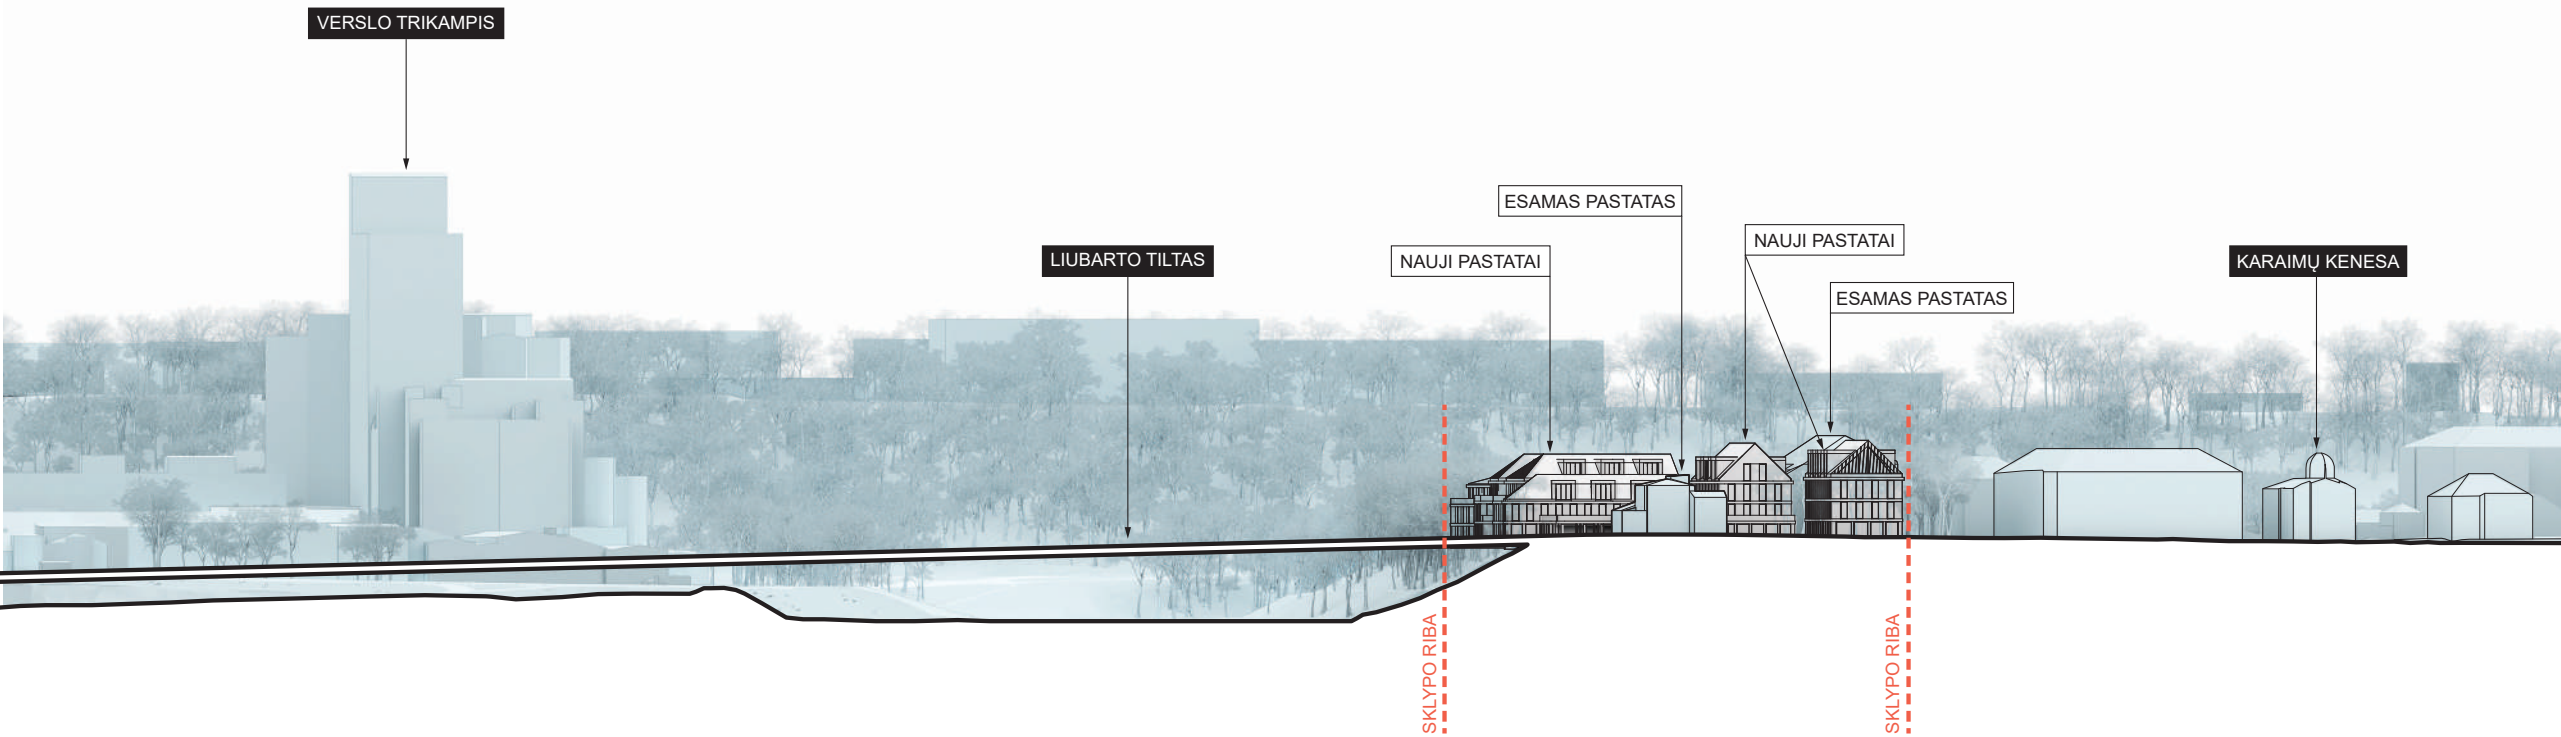 VERSLO TRIKAMPIS
ESAMAS PASTATAS
NAUJI PASTATAI
LIUBARTO TILTAS
NAUJI PASTATAI
KARAIMŲ KENESA
ESAMAS PASTATAS
SKLYPO RIBA
SKLYPO RIBA